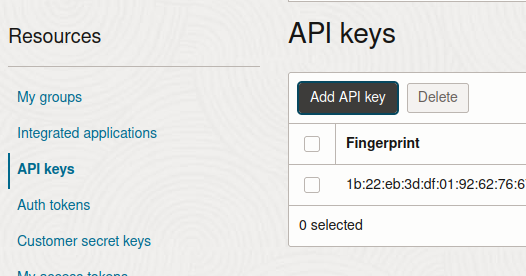 Resources
My groups
Integrated applications
API keys
Auth tokens
Customer secret keys
API keys
Add API key
Delete
Fingerprint
1b:22:eb:3d:df:01:92:62:76:6
0 selected